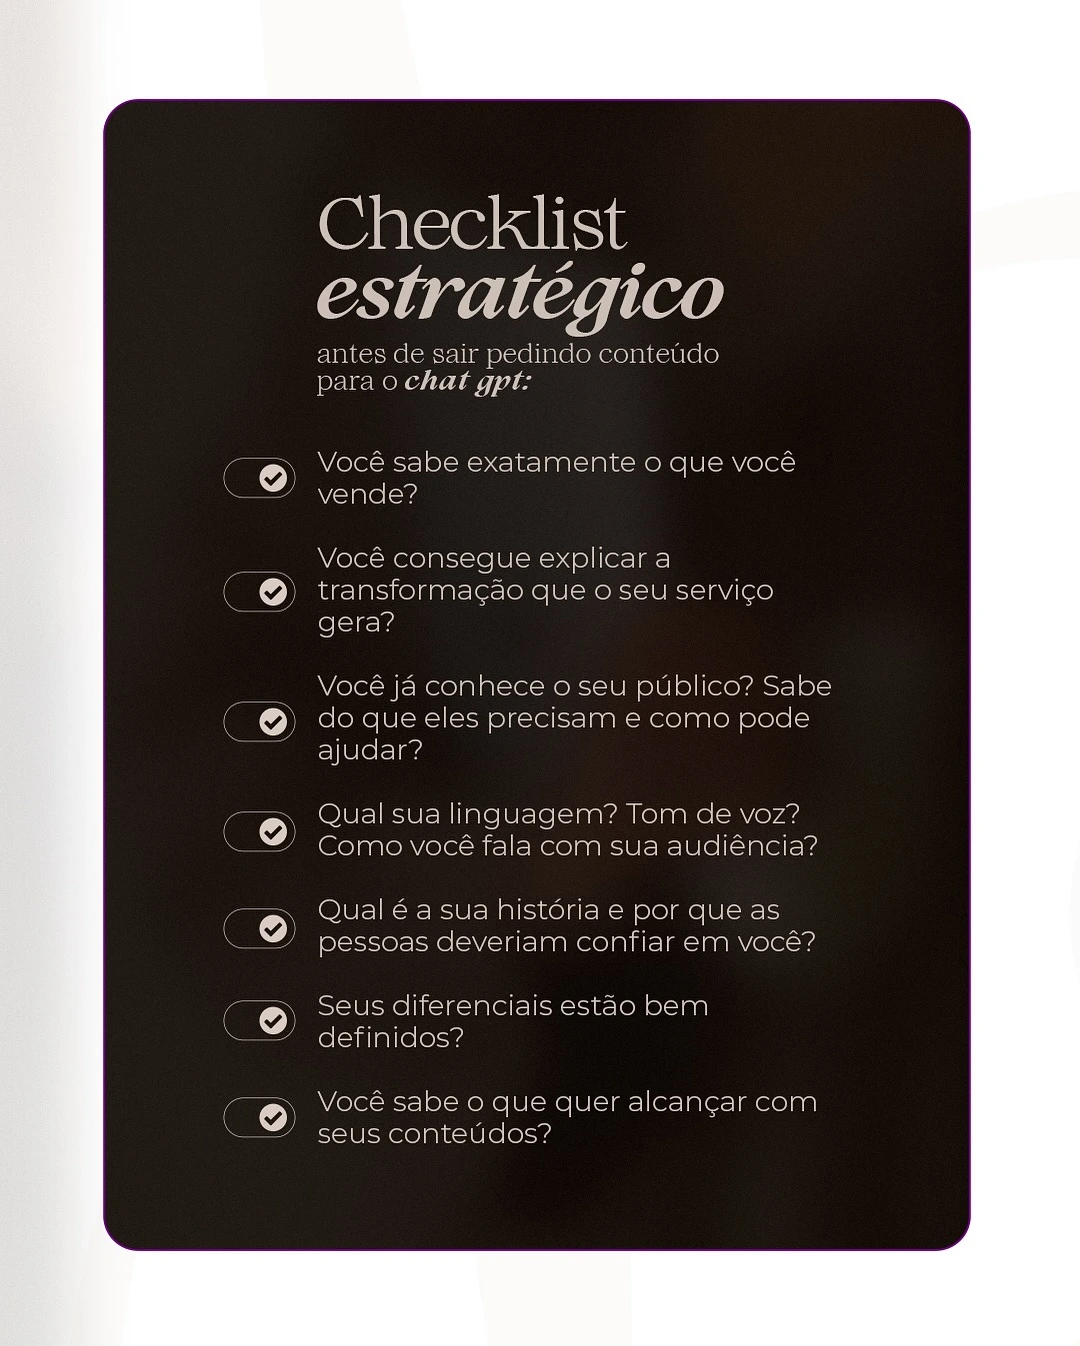 Checklist
estratégico
antes de sair pedindo conteúdo
para o chat gpt:
Você sabe exatamente o que você
vende?
Você consegue explicar a
transformação que o seu serviço
gera?
Você já conhece o seu público? Sabe
do que eles precisam e como pode
ajudar?
Qual sua linguagem? Tom de voz?
Como você fala com sua audiência?
Qual é a sua história e por que as
pessoas deveriam confiar em você?
Seus diferenciais estão bem
definidos?
Você sabe o que quer alcançar com
seus conteúdos?